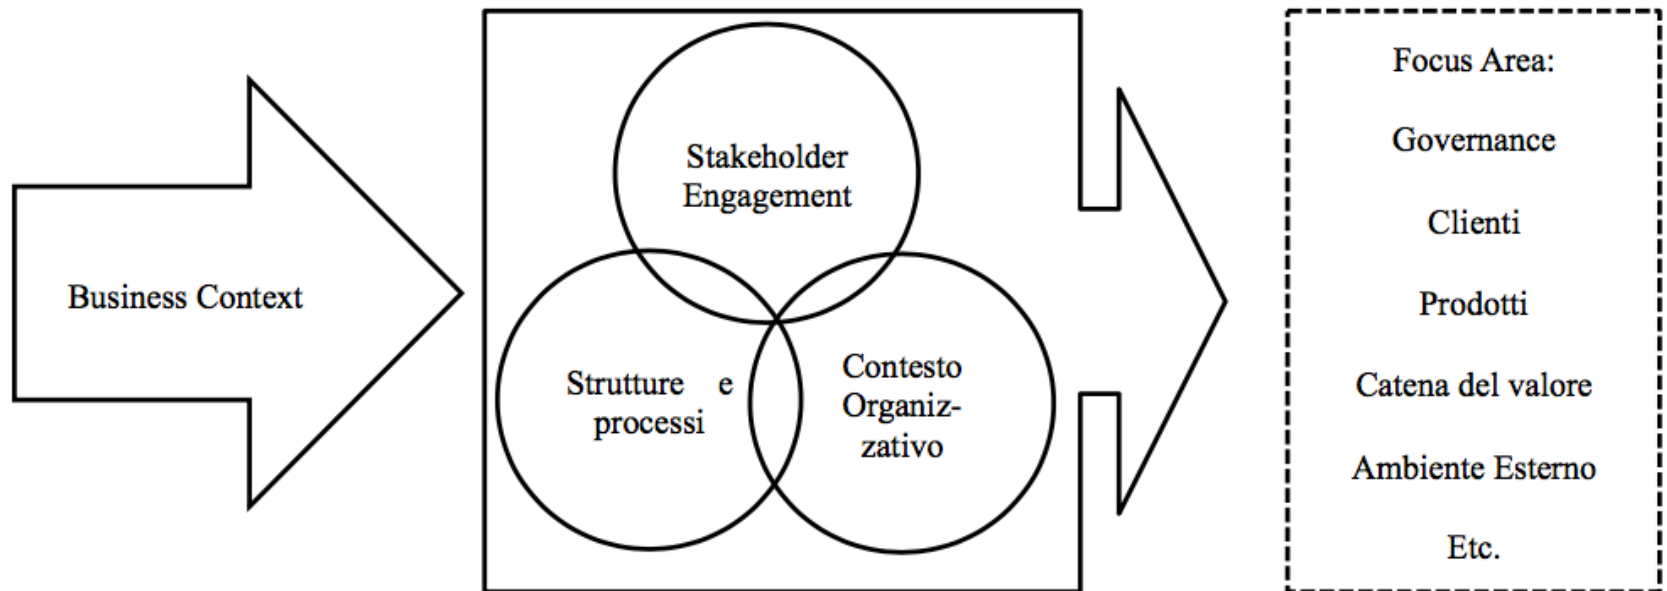 Business Context
Stakeholder
Engagement
Strutture e
processi
Contesto
Organiz-
zativo
Focus Area:
Governance
Clienti
Prodotti
Catena del valore
Ambiente Esterno
Etc.